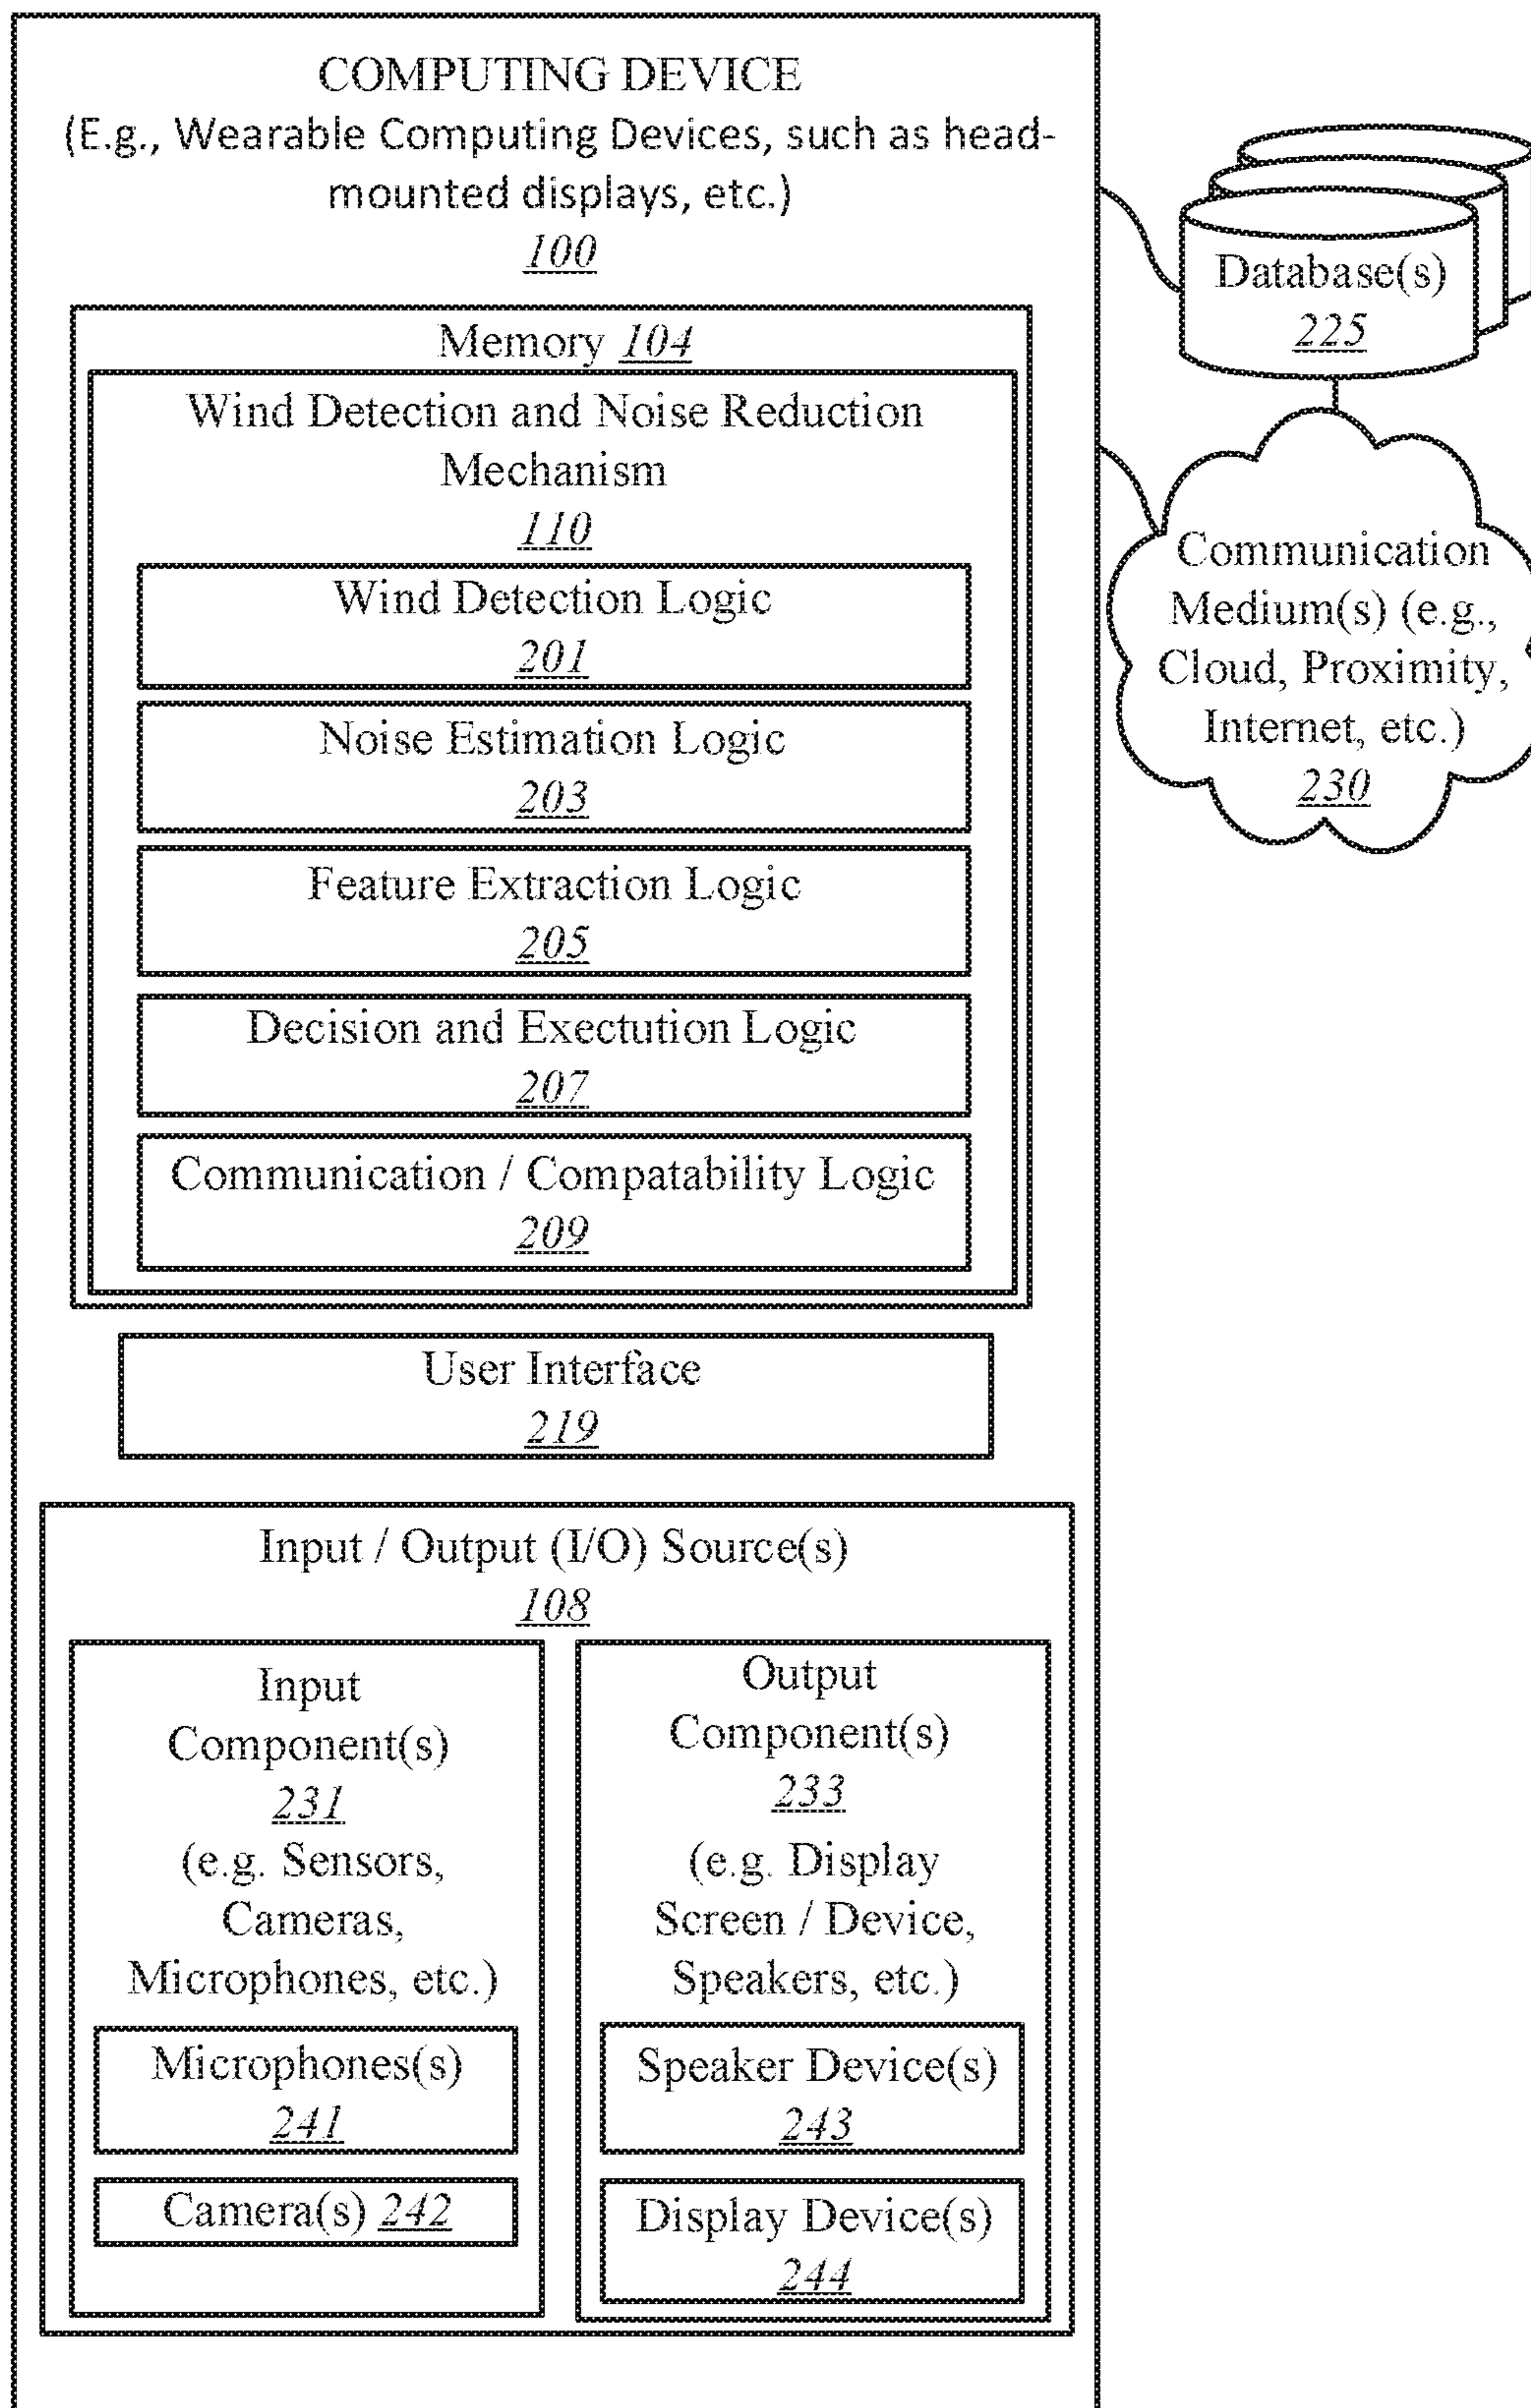 COMPUTING DEVICE
(E.g., Wearable Computing Devices, such as head-
mounted displays, etc.)
100
Memory 104
Wind Detection and Noise Reduction
Mechanism
110
Wind Detection Logic
201
Noise Estimation Logic
203
Feature Extraction Logic
205
Decision and Exectution Logic
207
Communication / Compatability Logic
209
User Interface
219
Input / Output (I/O) Source(s)
108
Input
Component(s)
231
(e.g. Sensors,
Cameras,
Microphones, etc.)
Microphones(s)
241
Camera(s) 242
Output
Component(s)
233
(e.g. Display
Screen / Device,
Speakers, etc.)
Speaker Device(s)
243
Display Device(s)
244
Database(s)
225
Communication
Medium(s) (e.g.,
Cloud, Proximity,
Internet, etc.)
230